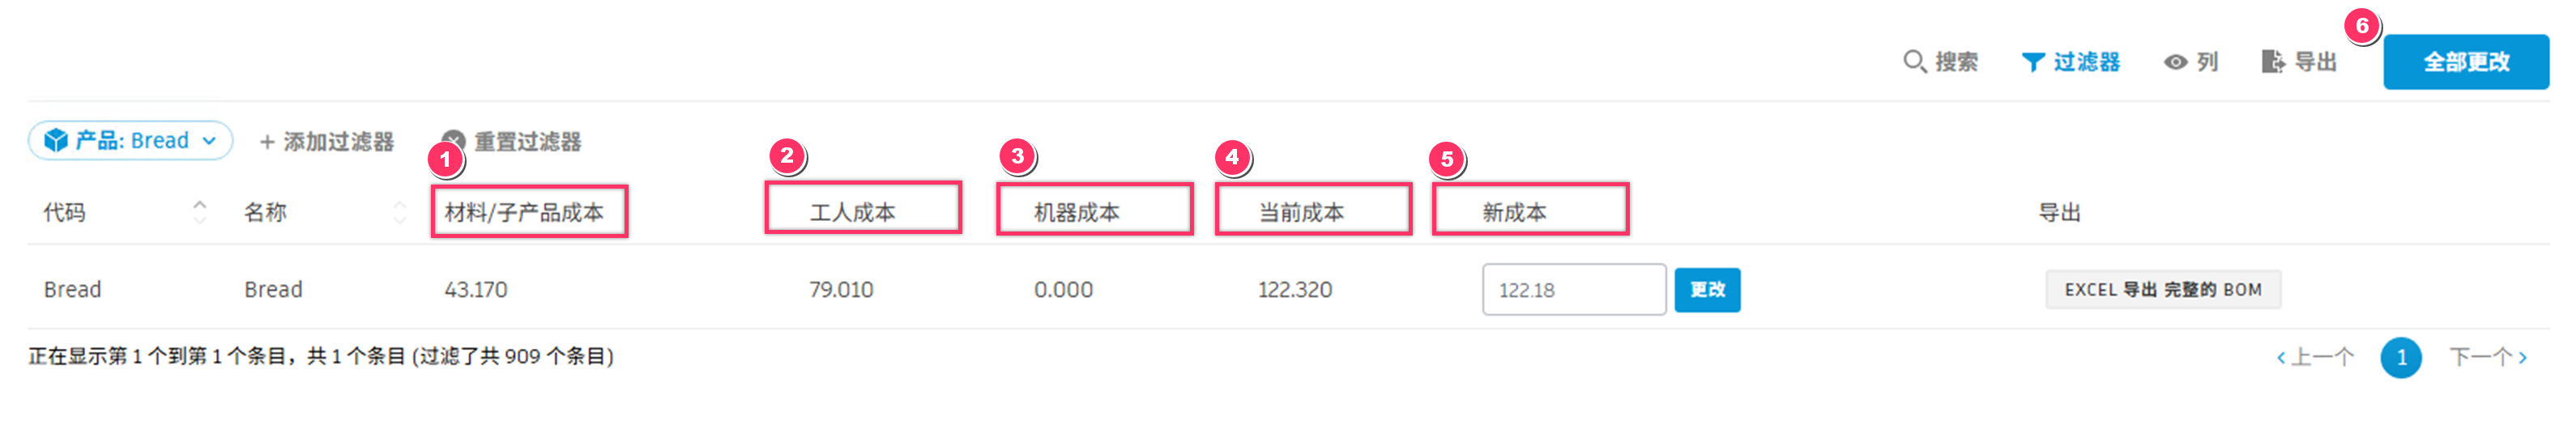 6
搜索 过滤器 列 导出 全部更改
产品: Bread + 添加过滤器 重置过滤器
1 2 3 4 5
代码 名称 材料/子产品成本 工人成本 机器成本 当前成本 新成本 导出
Bread Bread 43.170 79.010 0.000 122.320 122.18 更改 EXCEL 导出 完整的 BOM
正在显示第 1 个到第 1 个条目，共 1 个条目 (过滤了共 909 个条目) ‹ 上一个 1 下一个 ›